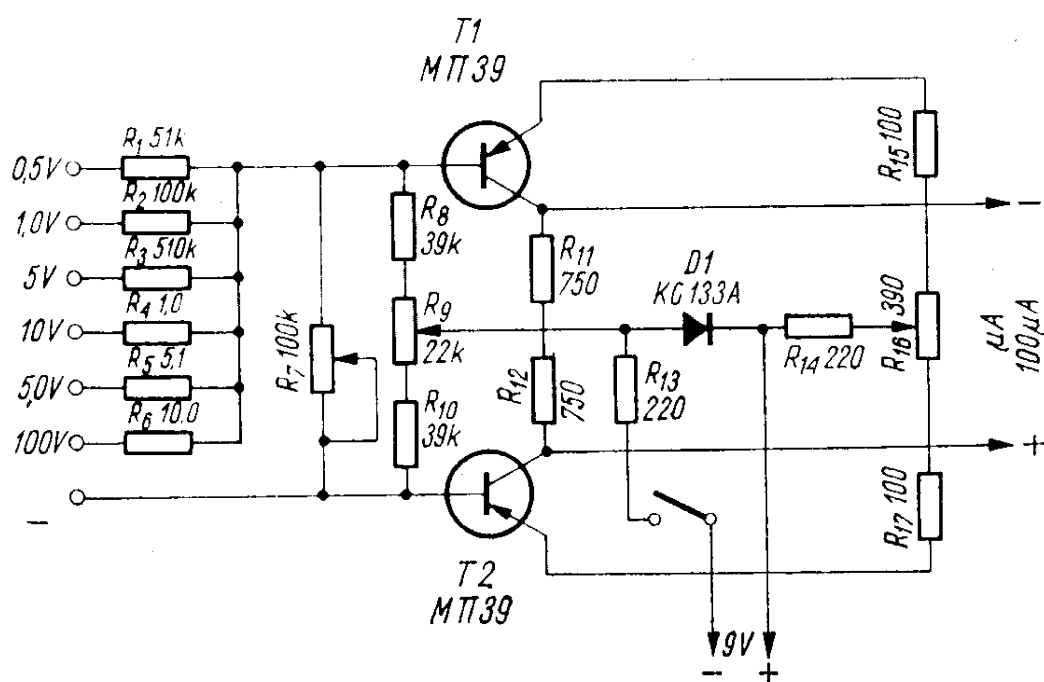 T1
МП39
0,5V
R1 51k
1,0V
R2 100k
5V
R3 510k
10V
R4 1,0
5,0V
R5 5,1
100V
R6 10,0
–
R7 100k
R8
39k
R9
22k
R10
39k
R11
750
R12
750
D1
КС133А
R13
220
R14 220
R15 100
R16 390
R17 100
–
μA
100μA
+
T2
МП39
– 9V +